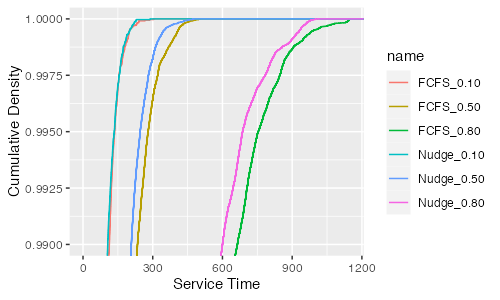 1.0000
0.9975
0.9950
0.9925
0.9900
Cumulative Density
0 300 600 900 1200
Service Time
name
FCFS_0.10
FCFS_0.50
FCFS_0.80
Nudge_0.10
Nudge_0.50
Nudge_0.80